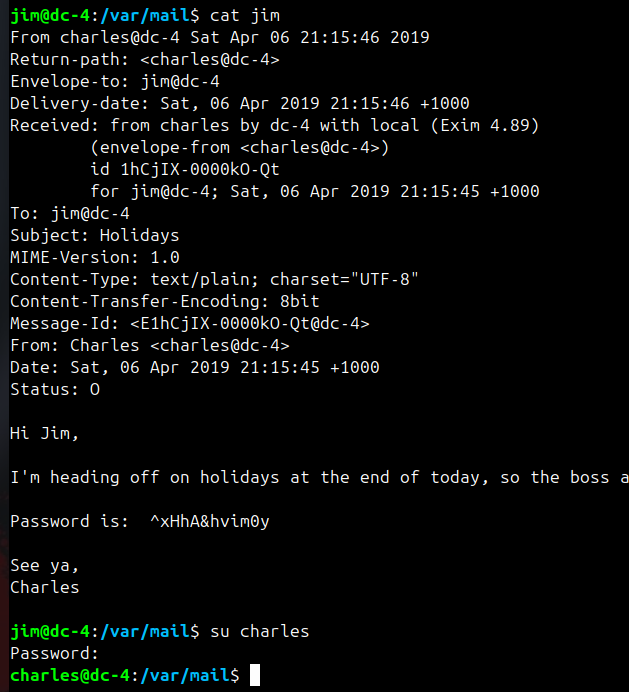 jim@dc-4:/var/mail$ cat jim
From charles@dc-4 Sat Apr 06 21:15:46 2019
Return-path: <charles@dc-4>
Envelope-to: jim@dc-4
Delivery-date: Sat, 06 Apr 2019 21:15:46 +1000
Received: from charles by dc-4 with local (Exim 4.89)
        (envelope-from <charles@dc-4>)
        id 1hCjIX-0000kO-Qt
        for jim@dc-4; Sat, 06 Apr 2019 21:15:45 +1000
To: jim@dc-4
Subject: Holidays
MIME-Version: 1.0
Content-Type: text/plain; charset="UTF-8"
Content-Transfer-Encoding: 8bit
Message-Id: <E1hCjIX-0000kO-Qt@dc-4>
From: Charles <charles@dc-4>
Date: Sat, 06 Apr 2019 21:15:45 +1000
Status: O
Hi Jim,
I'm heading off on holidays at the end of today, so the boss a
Password is:  ^xHhA&hvim0y
See ya,
Charles
jim@dc-4:/var/mail$ su charles
Password:
charles@dc-4:/var/mail$